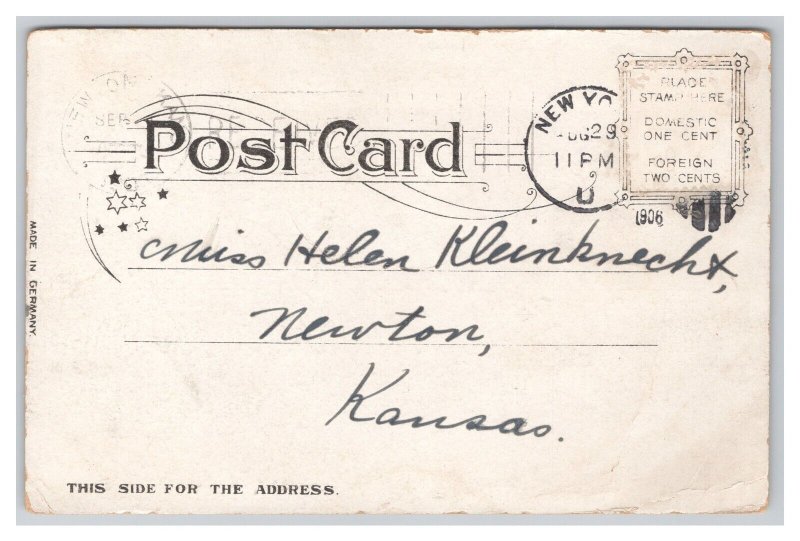 Post Card
NEW YO
11 PM
U
1906
PLACE
STAMP HERE
DOMESTIC
ONE CENT
FOREIGN
TWO CENTS
Miss Helen Kleinknecht,
Newton,
Kansas.
MADE IN GERMANY.
THIS SIDE FOR THE ADDRESS.